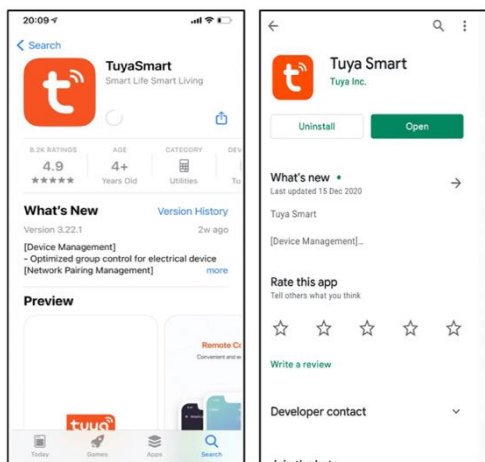 20:09
Search
TuyaSmart
Smart Life Smart Living
8.2K RATINGS
AGE
CATEGORY
4.9
4+
★★★★★
Years Old
Utilities
What's New
Version History
Version 3.22.1
2w ago
[Device Management]
- Optimized group control for electrical device
[Network Pairing Management]
more
Preview
tuya
Remote
Convenient and
Today
Games
Apps
Search
Tuya Smart
Tuya Inc.
Uninstall
Open
What's new •
Last updated 15 Dec 2020
Tuya Smart
[Device Management]...
Rate this app
Tell others what you think
Write a review
Developer contact